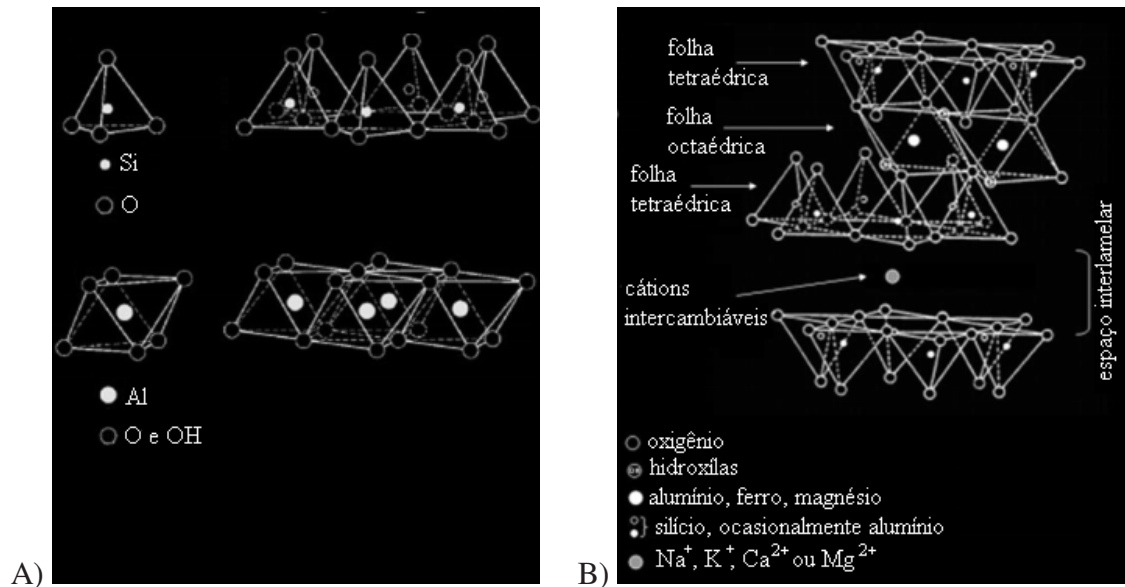 Si
O
Al
O e OH
A)
folha
tetraédrica
folha
octaédrica
folha
tetraédrica
cátions
intercambiáveis
espaço interlamelar
oxigênio
hidroxílas
alumínio, ferro, magnésio
silício, ocasionalmente alumínio
Na⁺, K⁺, Ca²⁺ ou Mg²⁺
B)